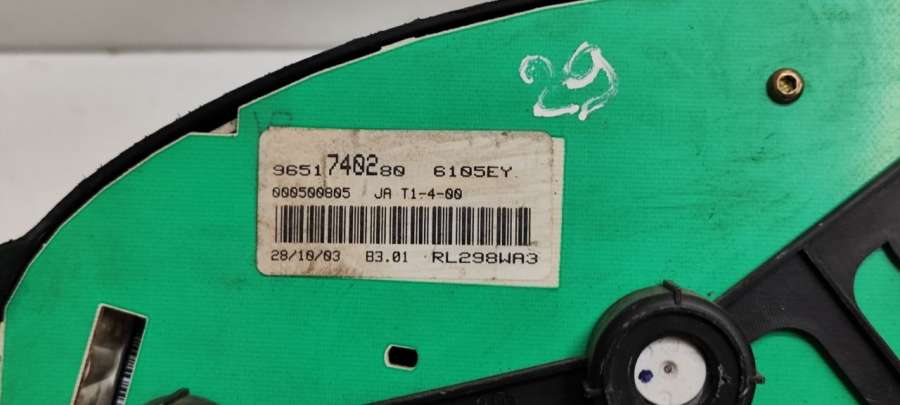 29
9651740280 6105EY.
000500805 JA T1-4-00
28/10/03 B3.01 RL298WA3